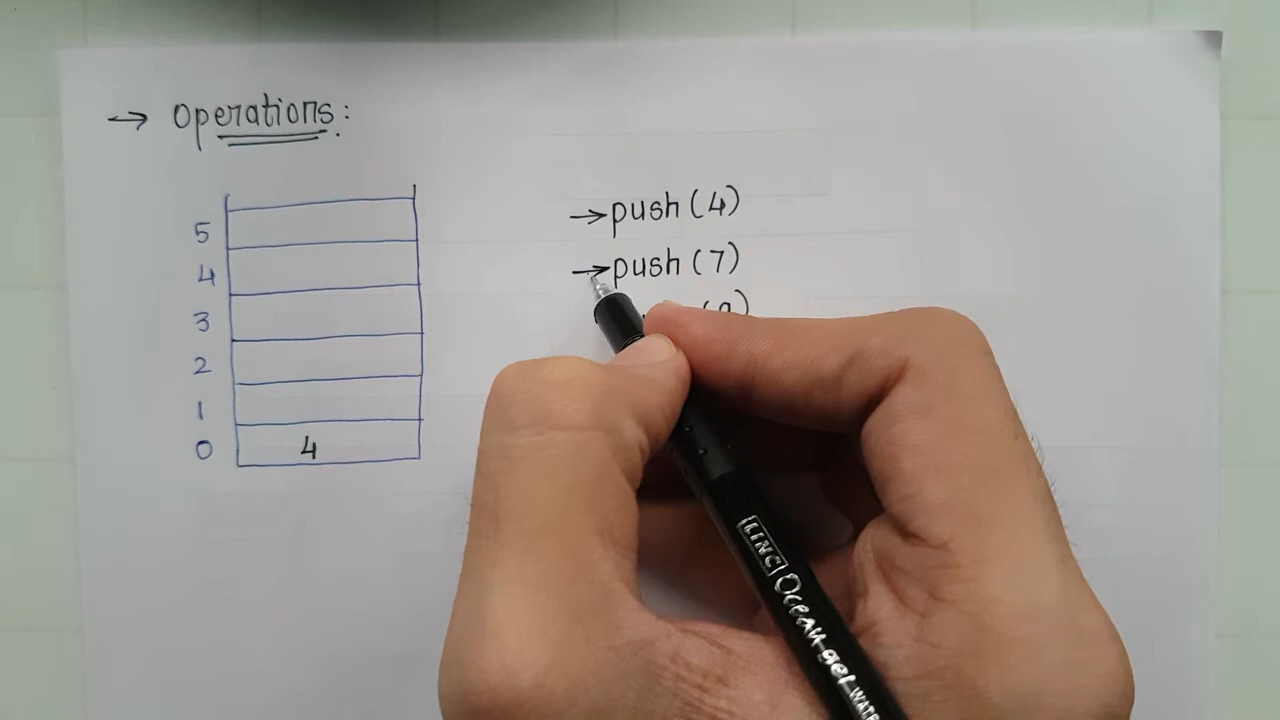 → Operations:
→ push (4)
→ push (7)
5
4
3
2
1
0 4
LINC Ocean gel